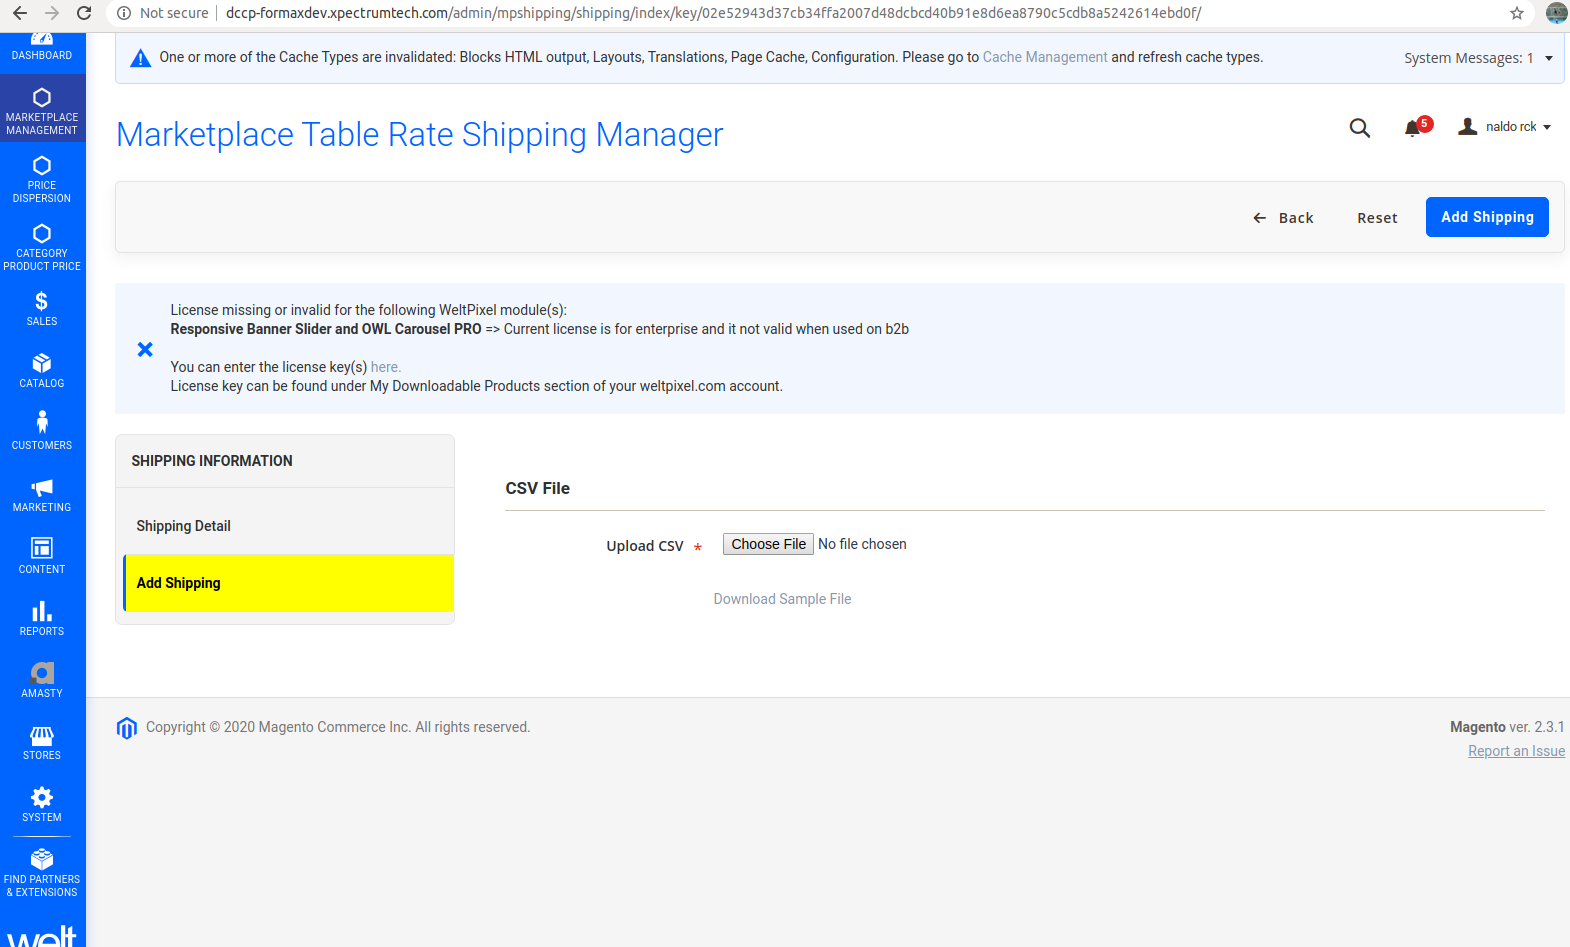 Not secure
dccp-formaxdev.xpectrumtech.com/admin/mpshipping/shipping/index/key/02e52943d37cb34ffa2007d48dcbcd40b91e8d6ea8790c5cdb8a5242614ebd0f/
DASHBOARD
MARKETPLACE
MANAGEMENT
PRICE
DISPERSION
CATEGORY
PRODUCT PRICE
SALES
CATALOG
CUSTOMERS
MARKETING
CONTENT
REPORTS
AMASTY
STORES
SYSTEM
FIND PARTNERS
& EXTENSIONS
welt
One or more of the Cache Types are invalidated: Blocks HTML output, Layouts, Translations, Page Cache, Configuration. Please go to Cache Management and refresh cache types.
System Messages: 1
Marketplace Table Rate Shipping Manager
5
naldo rck
Back
Reset
Add Shipping
License missing or invalid for the following WeltPixel module(s):
Responsive Banner Slider and OWL Carousel PRO => Current license is for enterprise and it not valid when used on b2b
You can enter the license key(s) here.
License key can be found under My Downloadable Products section of your weltpixel.com account.
SHIPPING INFORMATION
Shipping Detail
Add Shipping
CSV File
Upload CSV *
Choose File No file chosen
Download Sample File
Copyright © 2020 Magento Commerce Inc. All rights reserved.
Magento ver. 2.3.1
Report an Issue